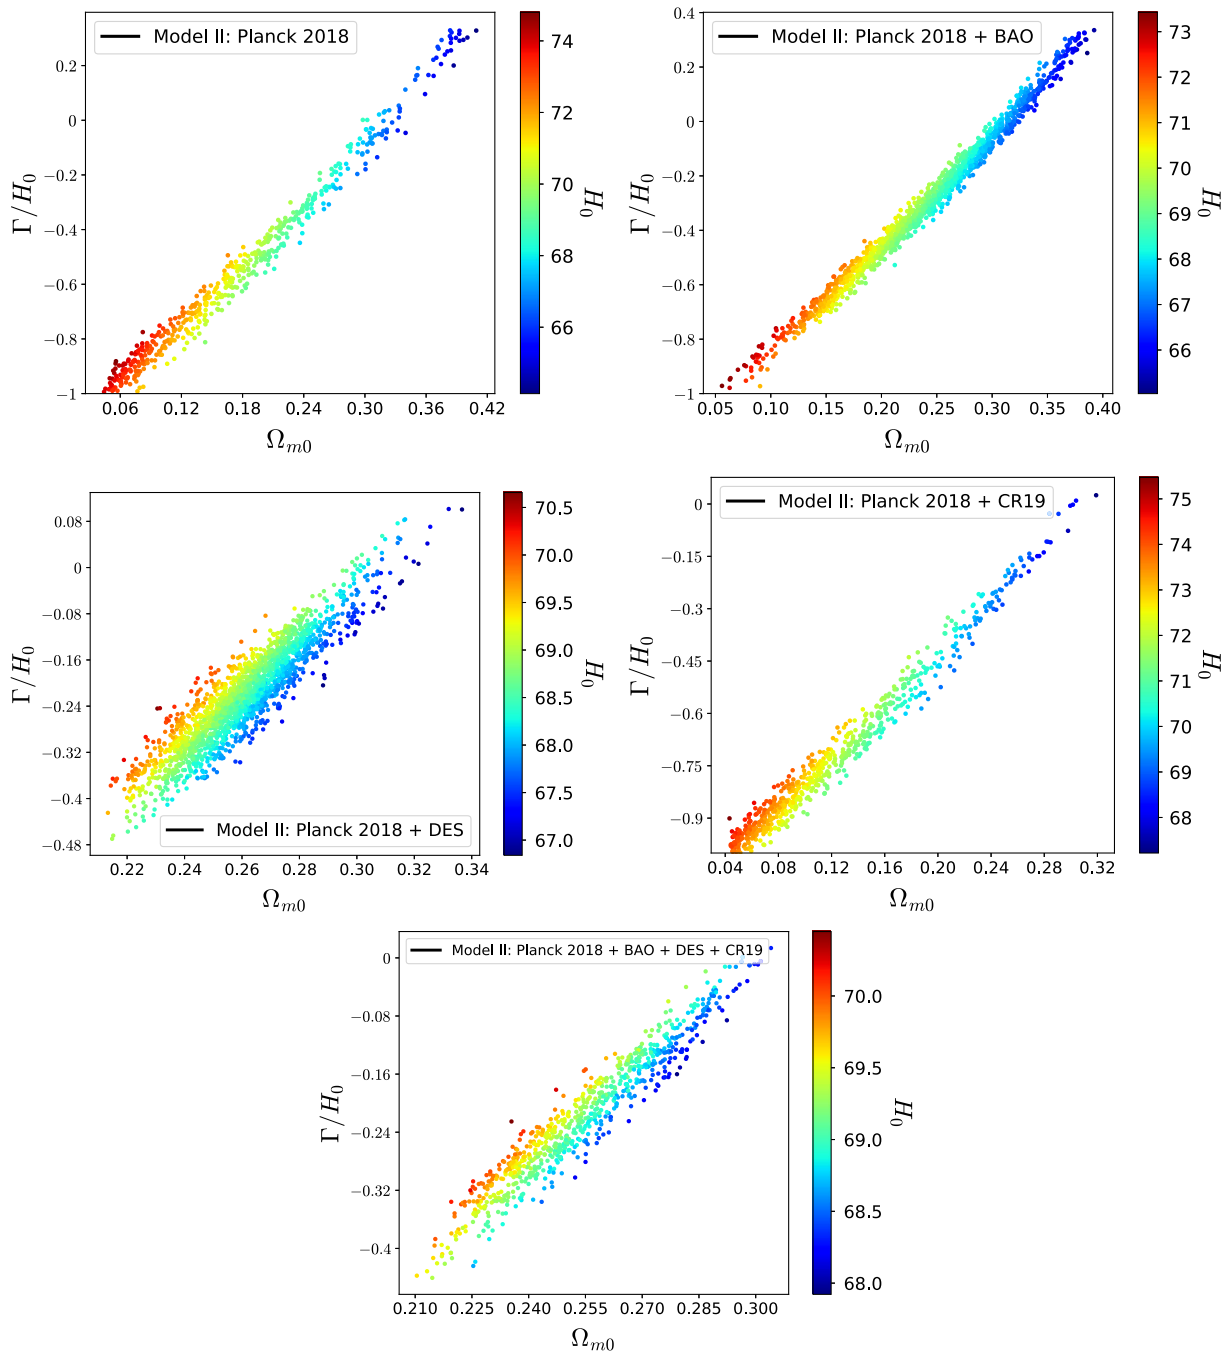 Model II: Planck 2018
Γ/H0
0.2
0
−0.2
−0.4
−0.6
−0.8
−1
0.06 0.12 0.18 0.24 0.30 0.36 0.42
Ωm0
74
72
70
68
66
H0
Model II: Planck 2018 + BAO
Γ/H0
0.4
0.2
0
−0.2
−0.4
−0.6
−0.8
−1
0.05 0.10 0.15 0.20 0.25 0.30 0.35 0.40
Ωm0
73
72
71
70
69
68
67
66
H0
Model II: Planck 2018 + DES
Γ/H0
0.08
0
−0.08
−0.16
−0.24
−0.32
−0.4
−0.48
0.22 0.24 0.26 0.28 0.30 0.32 0.34
Ωm0
70.5
70.0
69.5
69.0
68.5
68.0
67.5
67.0
H0
Model II: Planck 2018 + CR19
Γ/H0
0
−0.15
−0.3
−0.45
−0.6
−0.75
−0.9
0.04 0.08 0.12 0.16 0.20 0.24 0.28 0.32
Ωm0
75
74
73
72
71
70
69
68
H0
Model II: Planck 2018 + BAO + DES + CR19
Γ/H0
0
−0.08
−0.16
−0.24
−0.32
−0.4
0.210 0.225 0.240 0.255 0.270 0.285 0.300
Ωm0
70.0
69.5
69.0
68.5
68.0
H0